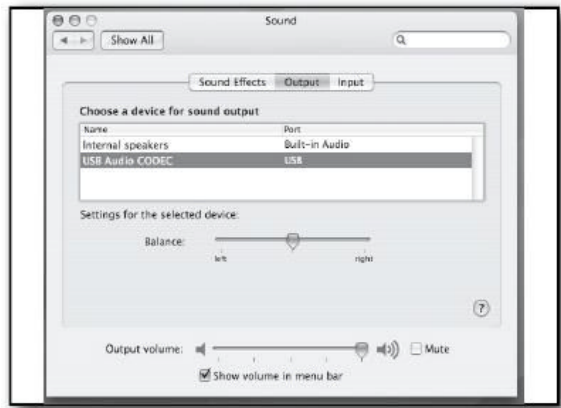 Sound
Show All
Sound Effects Output Input
Choose a device for sound output
Name Port
Internal speakers Built-in Audio
USB Audio CODEC USB
Settings for the selected device:
Balance:
left right
?
Output volume: Mute
Show volume in menu bar